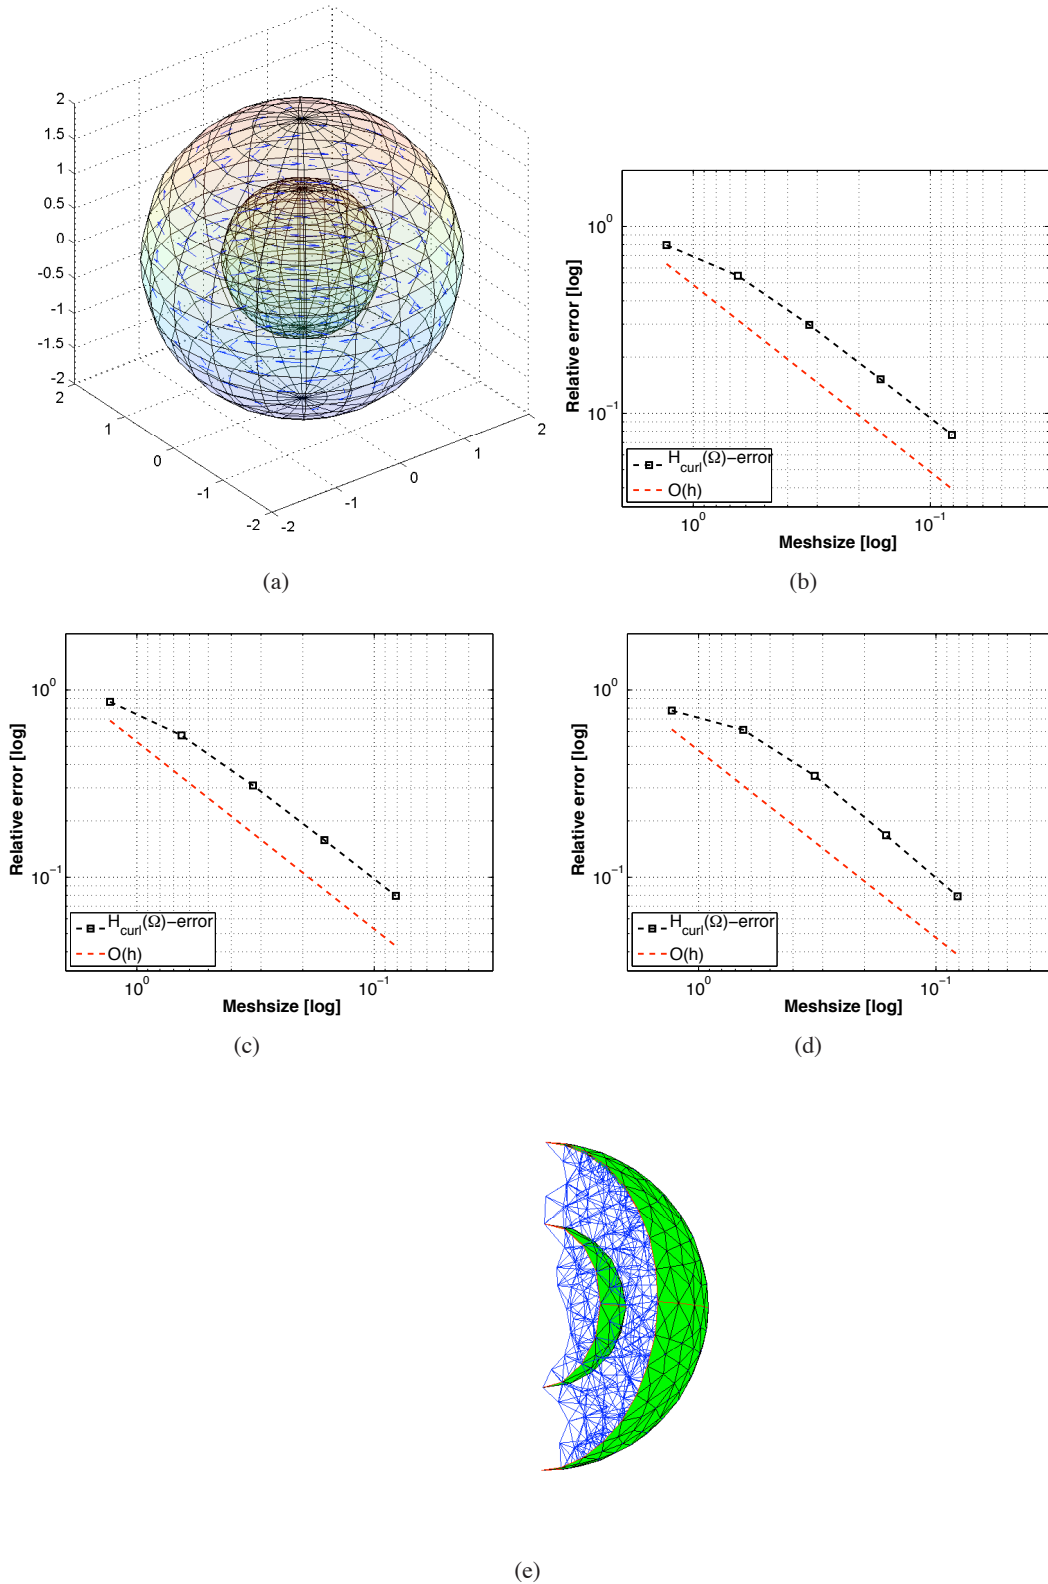 2
1.5
1
0.5
0
-0.5
-1
-1.5
-2
2
1
0
-1
-2
-2
-1
0
1
2
(a)
10^0
10^-1
Relative error [log]
H_curl(Ω)−error
O(h)
10^0
10^-1
Meshsize [log]
(b)
10^0
10^-1
Relative error [log]
H_curl(Ω)−error
O(h)
10^0
10^-1
Meshsize [log]
(c)
10^0
10^-1
Relative error [log]
H_curl(Ω)−error
O(h)
10^0
10^-1
Meshsize [log]
(d)
(e)